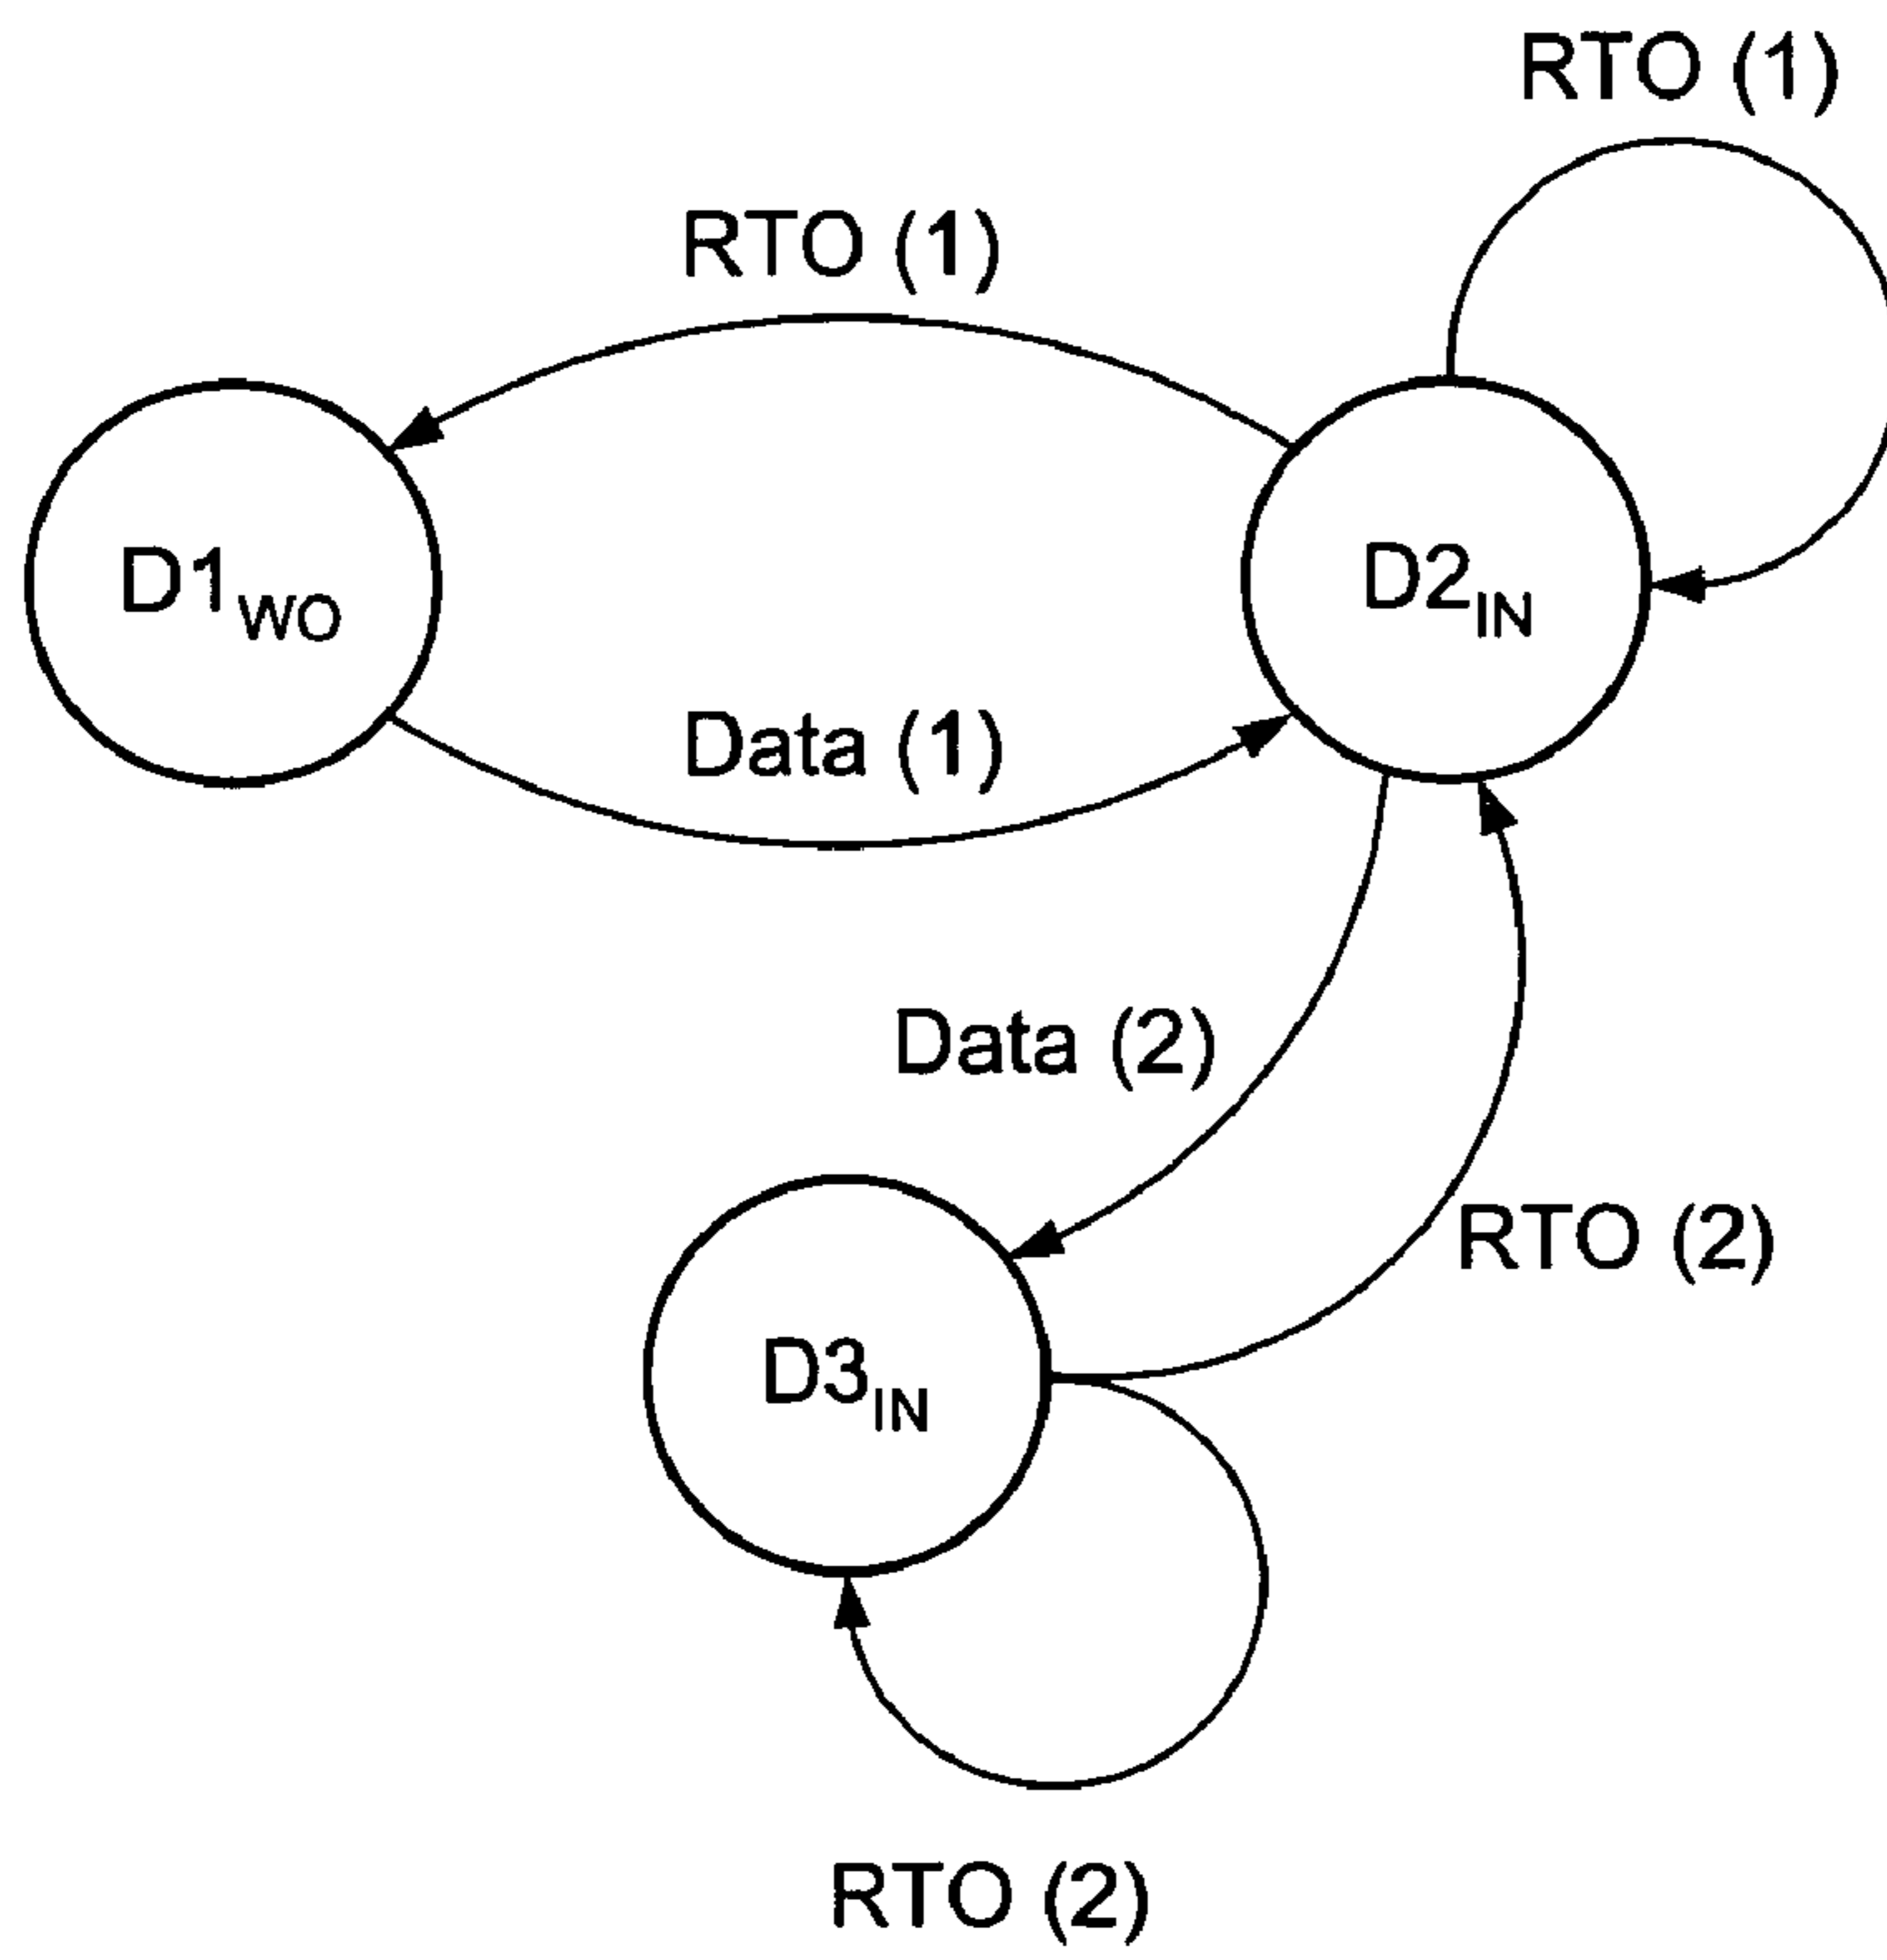 RTO (1)
RTO (1)
D1WO
D2IN
Data (1)
Data (2)
RTO (2)
D3IN
RTO (2)